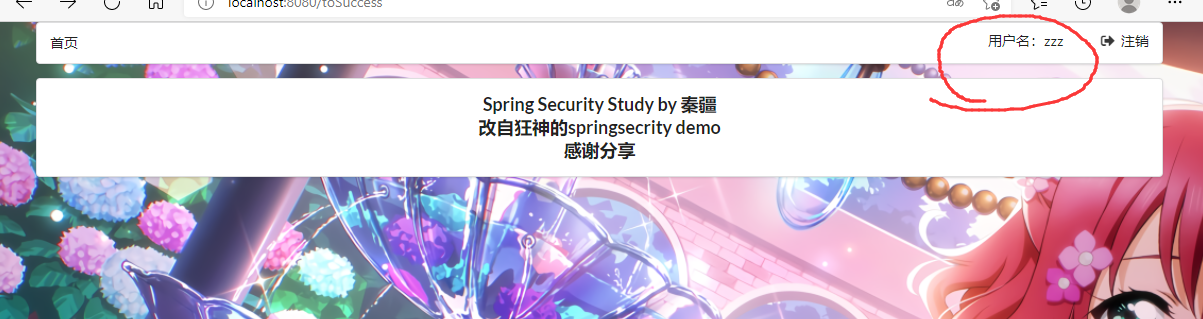 localhost:8080/toSuccess
首页
用户名：zzz
注销
Spring Security Study by 秦疆
改自狂神的springsecrity demo
感谢分享